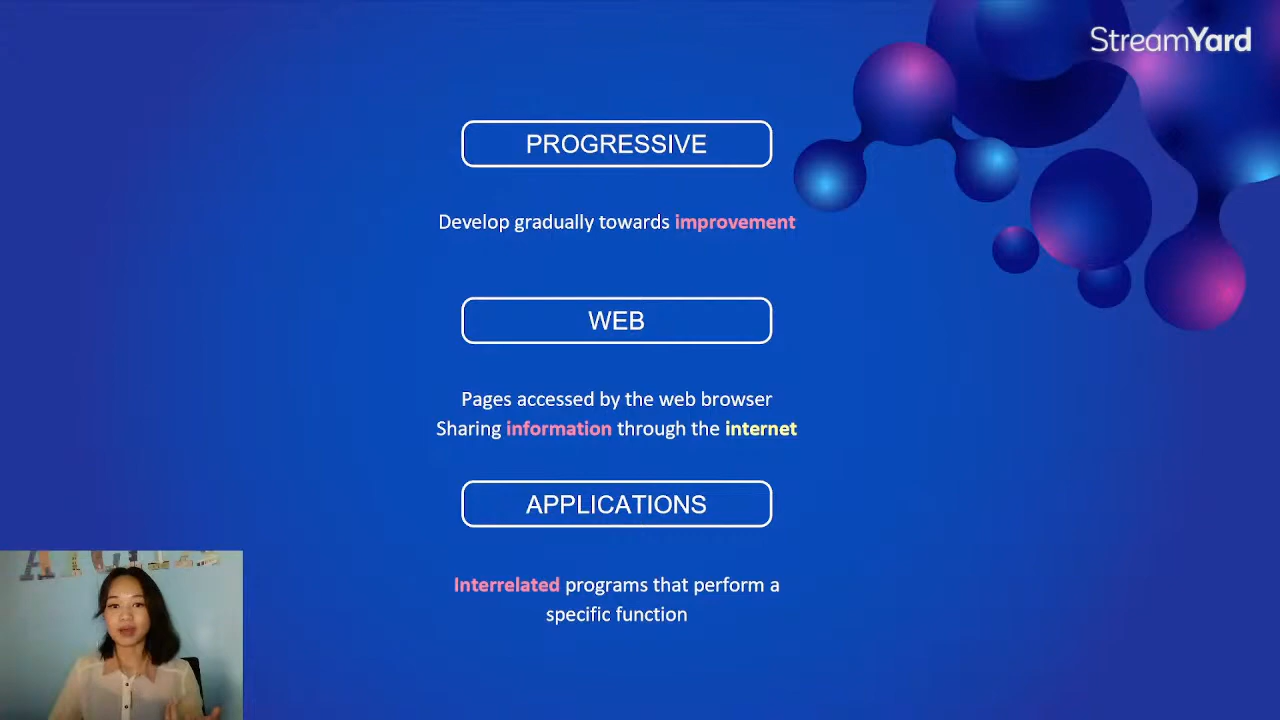 StreamYard
PROGRESSIVE
Develop gradually towards improvement
WEB
Pages accessed by the web browser
Sharing information through the internet
APPLICATIONS
Interrelated programs that perform a
specific function